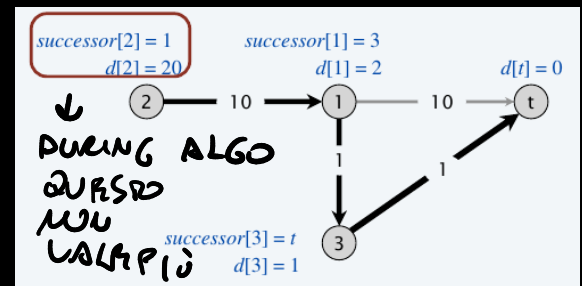 successor[2] = 1
d[2] = 20
successor[1] = 3
d[1] = 2
d[t] = 0
2
10
1
10
t
DURING ALGO
QUESTO
NON
VALE PIÙ
1
1
successor[3] = t
d[3] = 1
3